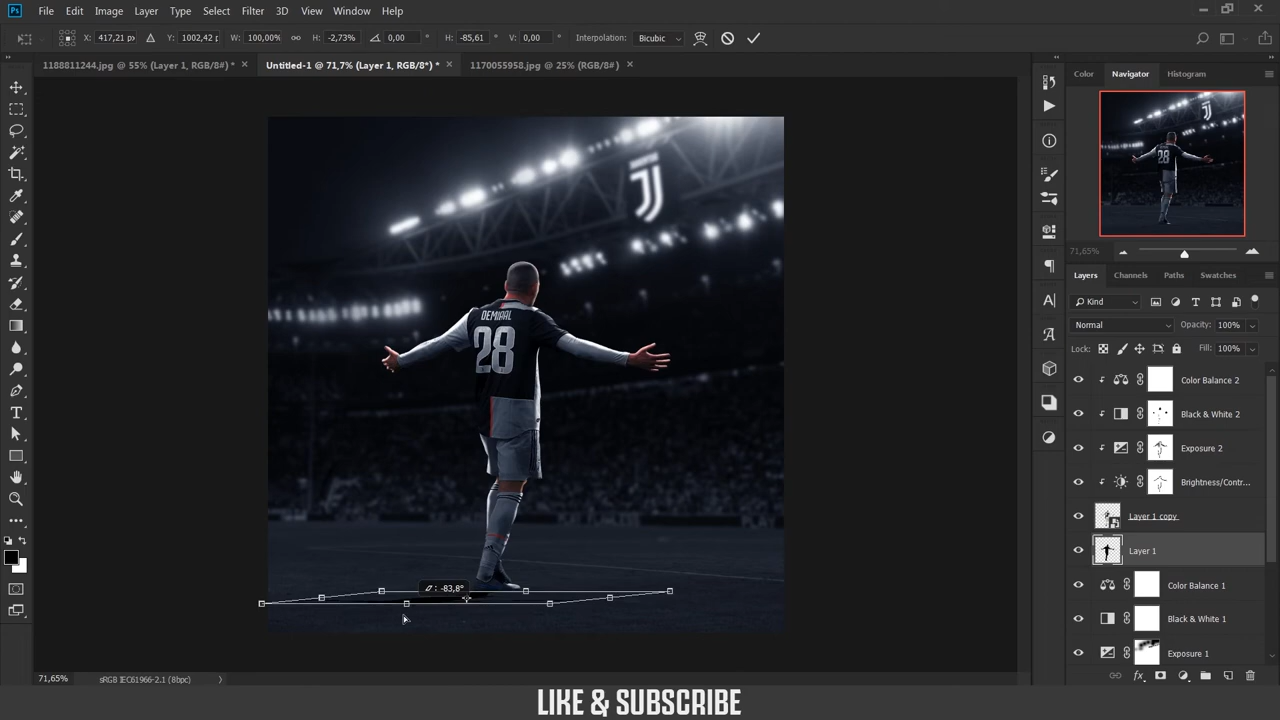 Ps File Edit Image Layer Type Select Filter 3D View Window Help
X: 417,21 px Y: 1002,42 p W: 100,00% H: -2,73% 0,00 ° H: -85,61 ° V: 0,00 ° Interpolation: Bicubic
1188811244.jpg @ 55% (Layer 1, RGB/8#) * × Untitled-1 @ 71,7% (Layer 1, RGB/8*) * × 1170055958.jpg @ 25% (RGB/8#) ×
Color Navigator Histogram
DEMIRAL
28
: -83,8°
71,65%
Layers Channels Paths Swatches
Kind
Normal Opacity: 100%
Lock: Fill: 100%
Color Balance 2
Black & White 2
Exposure 2
Brightness/Contr...
Layer 1 copy
Layer 1
Color Balance 1
Black & White 1
Exposure 1
71,65% sRGB IEC61966-2.1 (8bpc)
LIKE & SUBSCRIBE